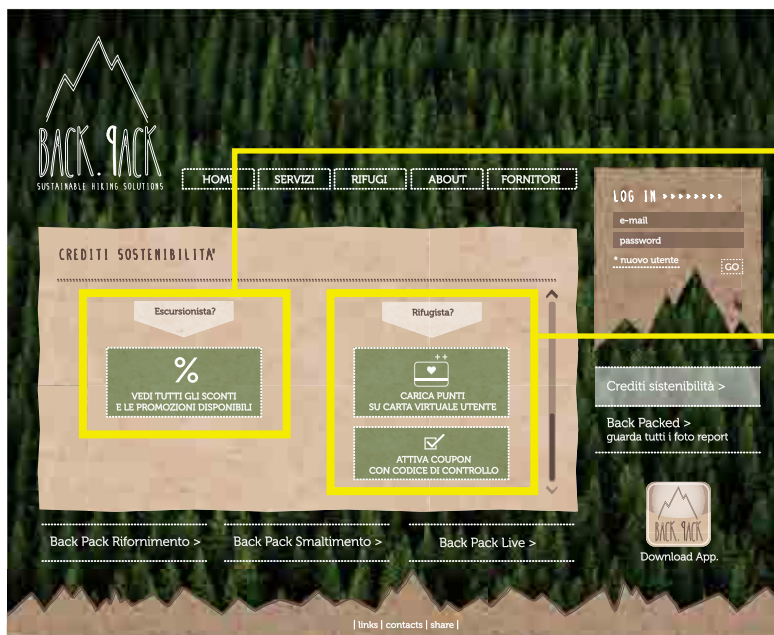 BACK.PACK
SUSTAINABLE HIKING SOLUTIONS
HOME
SERVIZI
RIFUGI
ABOUT
FORNITORI
LOG IN
e-mail
password
* nuovo utente
GO
CREDITI SOSTENIBILITA'
Escursionista?
%
VEDI TUTTI GLI SCONTI
E LE PROMOZIONI DISPONIBILI
Rifugista?
++
CARICA PUNTI
SU CARTA VIRTUALE UTENTE
ATTIVA COUPON
CON CODICE DI CONTROLLO
Crediti sistenibilità >
Back Packed >
guarda tutti i foto report
BACK.PACK
Download App.
Back Pack Rifornimento >
Back Pack Smaltimento >
Back Pack Live >
| links | contacts | share |